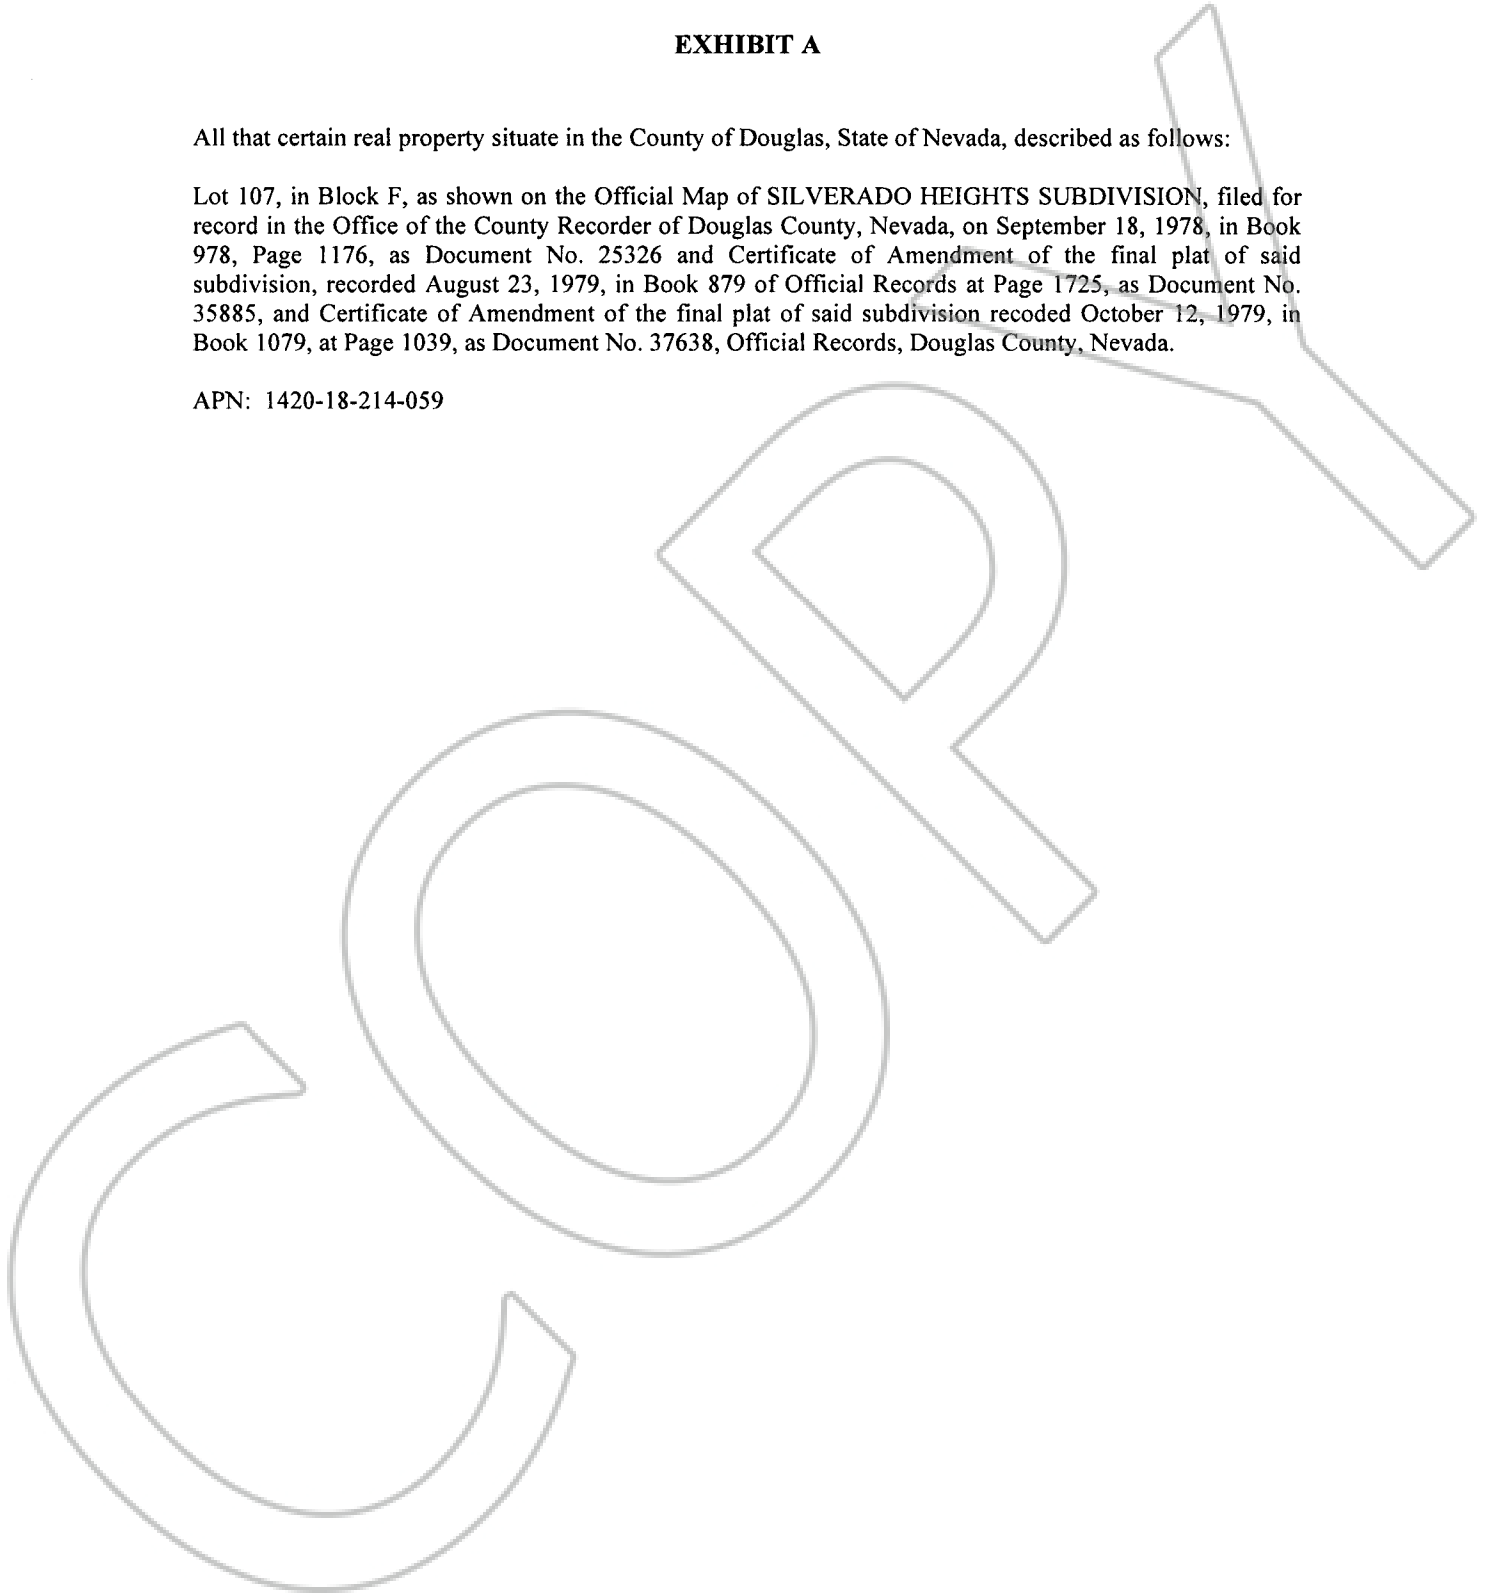 EXHIBIT A
All that certain real property situate in the County of Douglas, State of Nevada, described as follows:
Lot 107, in Block F, as shown on the Official Map of SILVERADO HEIGHTS SUBDIVISION, filed for
record in the Office of the County Recorder of Douglas County, Nevada, on September 18, 1978, in Book
978, Page 1176, as Document No. 25326 and Certificate of Amendment of the final plat of said
subdivision, recorded August 23, 1979, in Book 879 of Official Records at Page 1725, as Document No.
35885, and Certificate of Amendment of the final plat of said subdivision recoded October 12, 1979, in
Book 1079, at Page 1039, as Document No. 37638, Official Records, Douglas County, Nevada.
APN: 1420-18-214-059
COPY